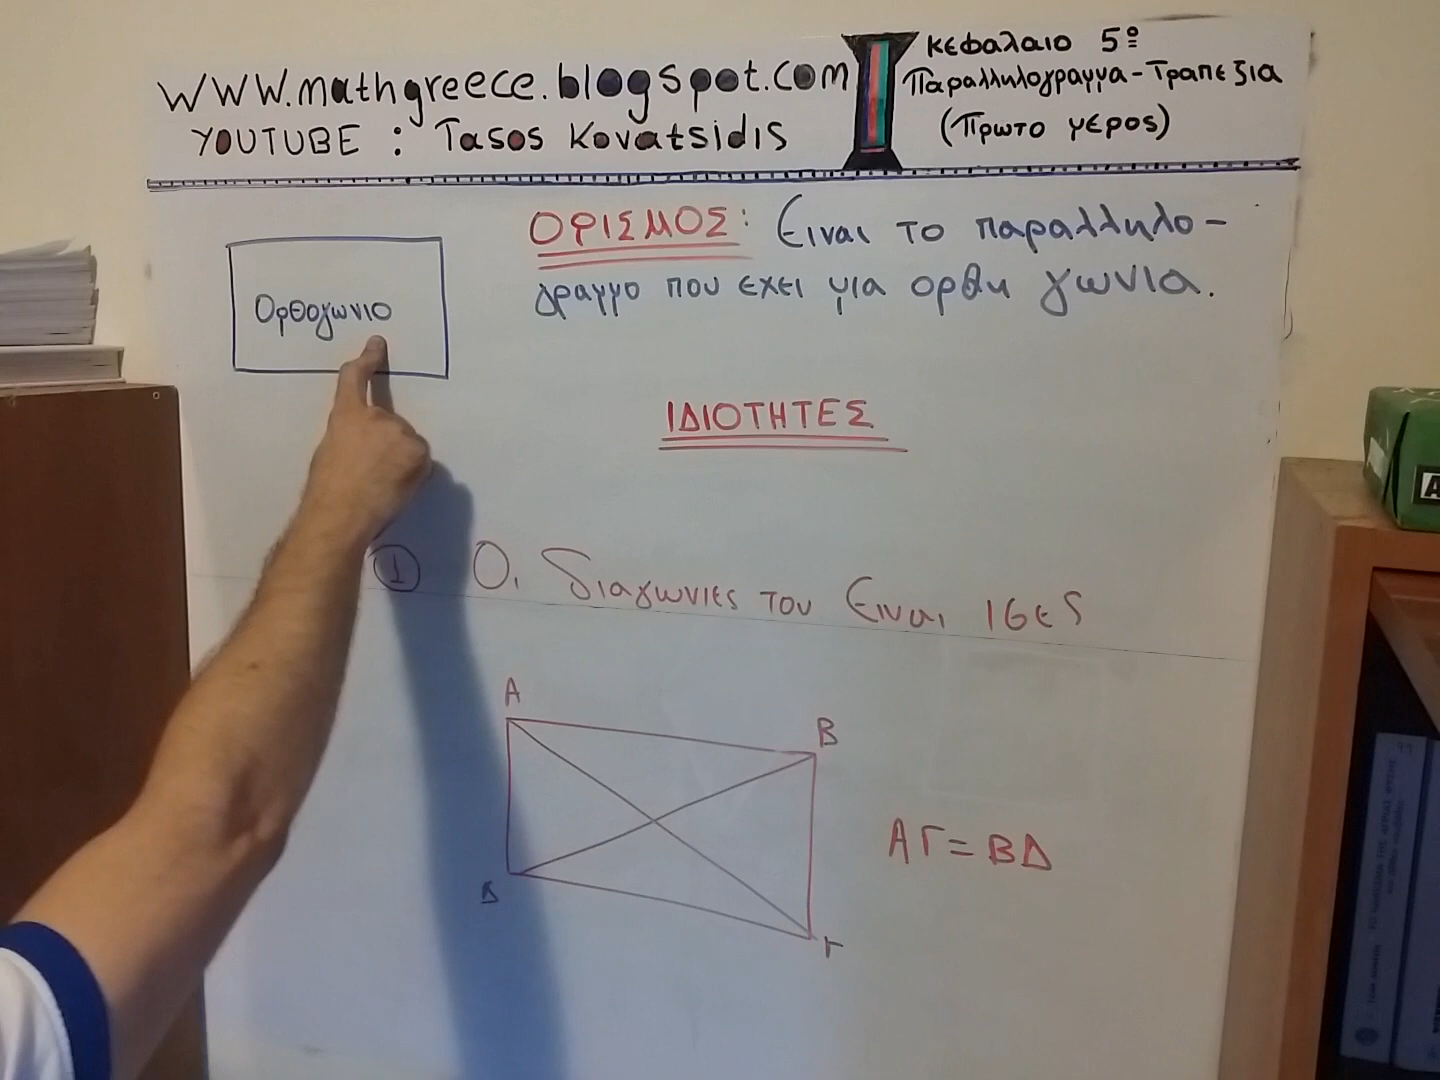 WWW.mathgreece.blogspot.com
YOUTUBE : Tasos Kovatsidis
κεφαλαιο 5º
Παραλληλογραμμα-Τραπεζια
(Πρωτο μερος)
Ορθογωνιο
ΟΡΙΣΜΟΣ: Ειναι το παραλληλο-
γραμμο που εχει μια ορθη γωνια.
ΙΔΙΟΤΗΤΕΣ
1 Οι διαγωνιες του Ειναι ισες
Α
Β
Δ
Γ
ΑΓ=ΒΔ
A